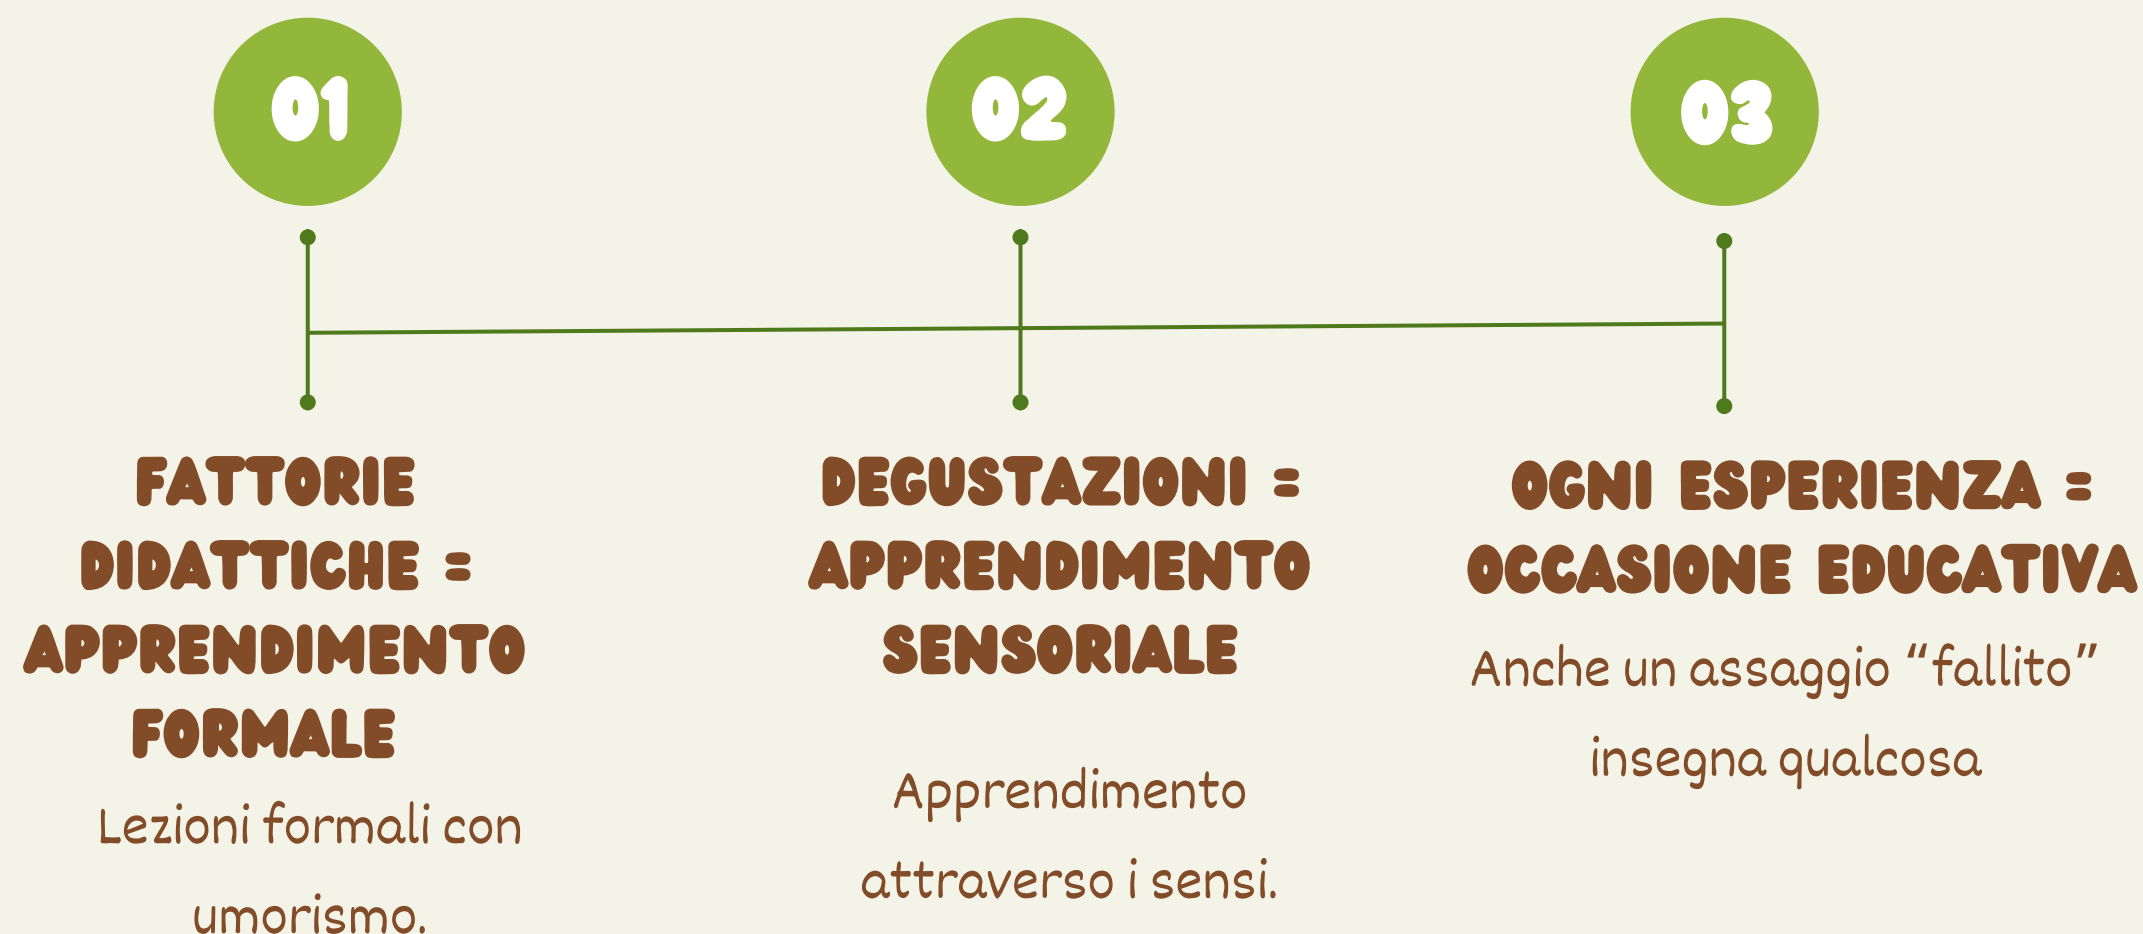 01
FATTORIE
DIDATTICHE =
APPRENDIMENTO
FORMALE
Lezioni formali con
umorismo.
02
DEGUSTAZIONI =
APPRENDIMENTO
SENSORIALE
Apprendimento
attraverso i sensi.
03
OGNI ESPERIENZA =
OCCASIONE EDUCATIVA
Anche un assaggio “fallito”
insegna qualcosa